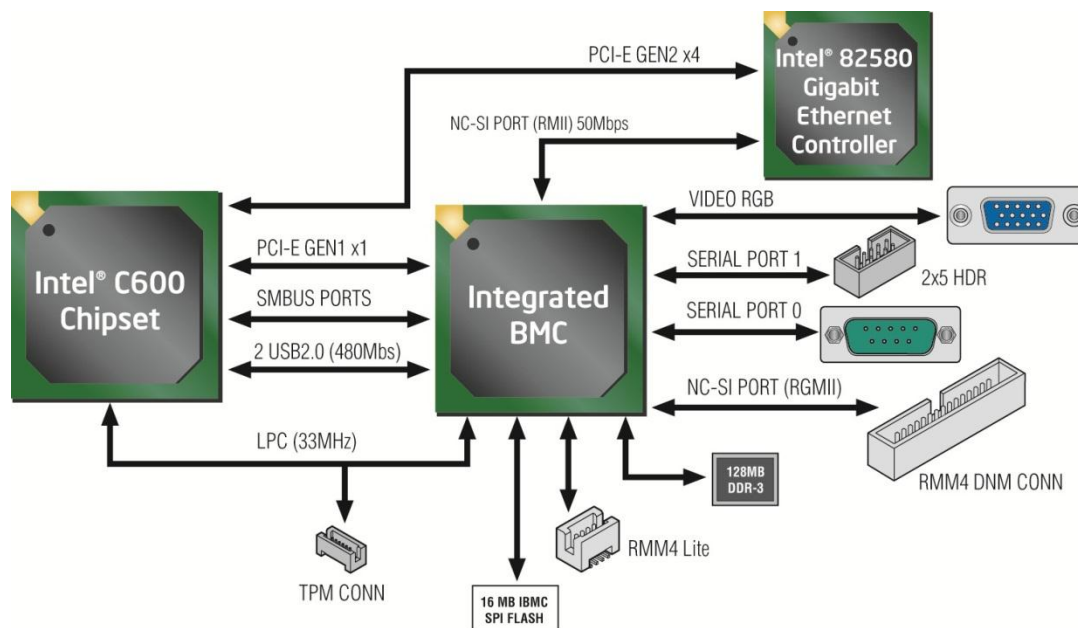 PCI-E GEN2 x4
Intel® 82580
Gigabit
Ethernet
Controller
NC-SI PORT (RMII) 50Mbps
VIDEO RGB
Intel® C600
Chipset
PCI-E GEN1 x1
SMBUS PORTS
2 USB2.0 (480Mbs)
Integrated
BMC
SERIAL PORT 1
2x5 HDR
SERIAL PORT 0
NC-SI PORT (RGMII)
RMM4 DNM CONN
LPC (33MHz)
128MB
DDR-3
RMM4 Lite
TPM CONN
16 MB IBMC
SPI FLASH